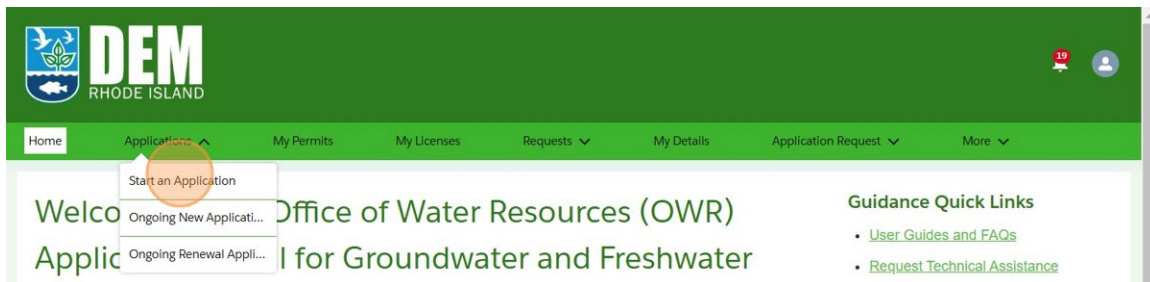 DEM
RHODE ISLAND
19
Home Applications My Permits My Licenses Requests My Details Application Request More
Start an Application
Ongoing New Applicati...
Ongoing Renewal Appli...
Welco Office of Water Resources (OWR)
Applic l for Groundwater and Freshwater
Guidance Quick Links
User Guides and FAQs
Request Technical Assistance